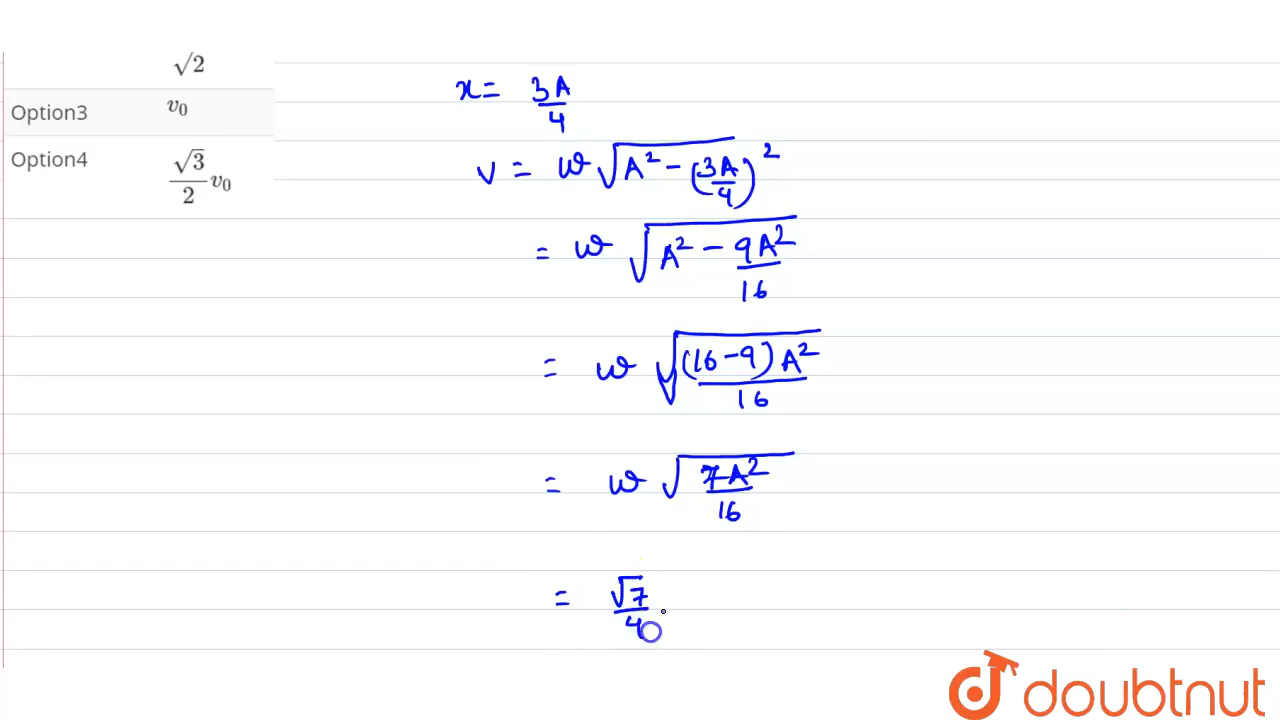 √2
Option3 v₀
Option4 √3/2 v₀
x = 3A/4
v = w √(A² - (3A/4)²)
= w √(A² - 9A²/16)
= w √((16-9)A²/16)
= w √(7A²/16)
= √7/4
doubtnut